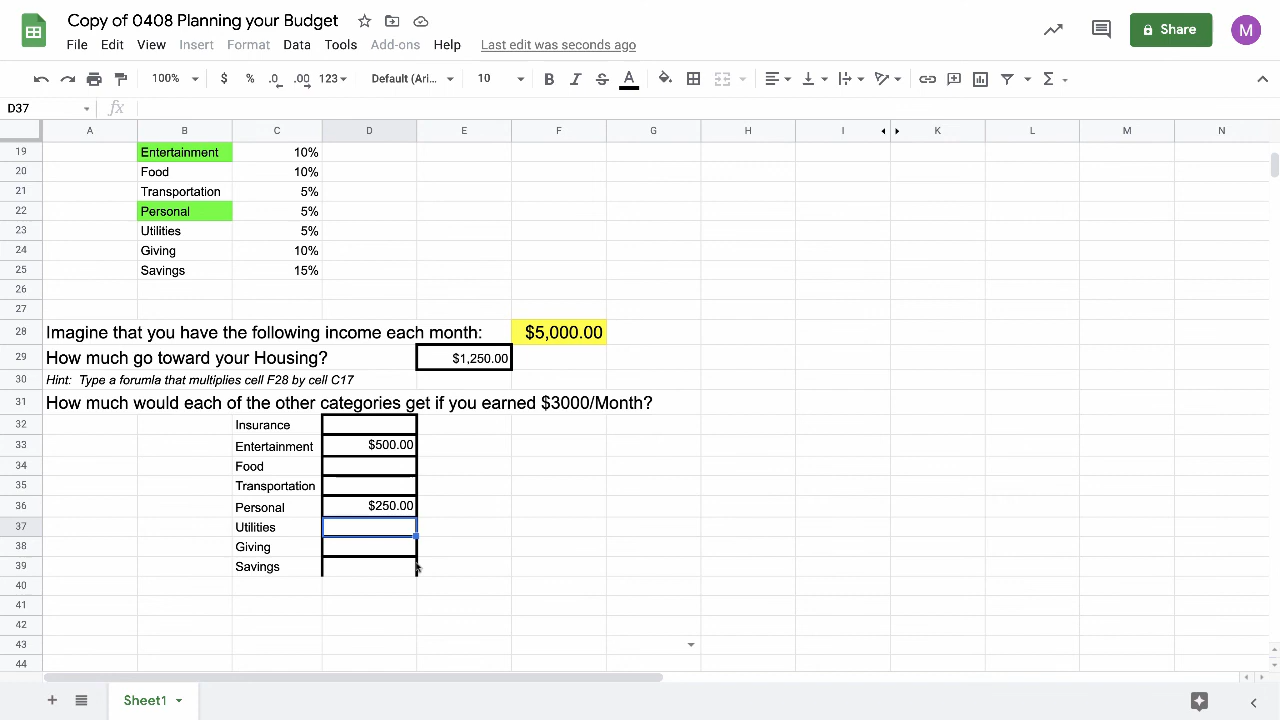 Copy of 0408 Planning your Budget
Share
M
File Edit View Insert Format Data Tools Add-ons Help Last edit was seconds ago
100% $ % .0 .00 123 Default (Ari... 10 B I S A Σ
D37 fx
A B C D E F G H I K L M N
19 Entertainment 10%
20 Food 10%
21 Transportation 5%
22 Personal 5%
23 Utilities 5%
24 Giving 10%
25 Savings 15%
26
27
28 Imagine that you have the following income each month: $5,000.00
29 How much go toward your Housing? $1,250.00
30 Hint: Type a forumla that multiplies cell F28 by cell C17
31 How much would each of the other categories get if you earned $3000/Month?
32 Insurance
33 Entertainment $500.00
34 Food
35 Transportation
36 Personal $250.00
37 Utilities
38 Giving
39 Savings
40
41
42
43
44
Sheet1